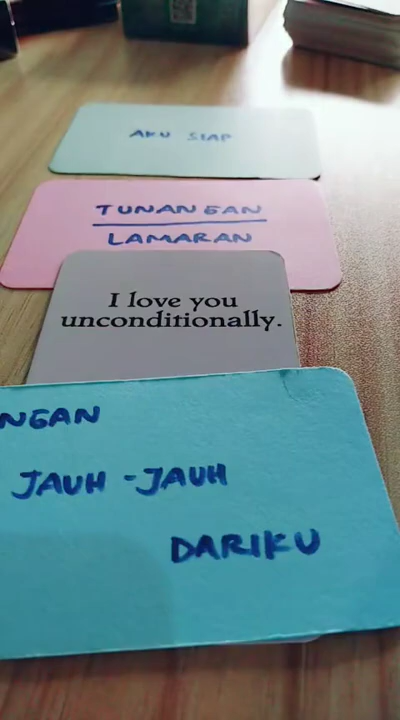 AKU SIAP
TUNANGAN
LAMARAN
I love you
unconditionally.
NGAN
JAUH - JAUH
DARIKU